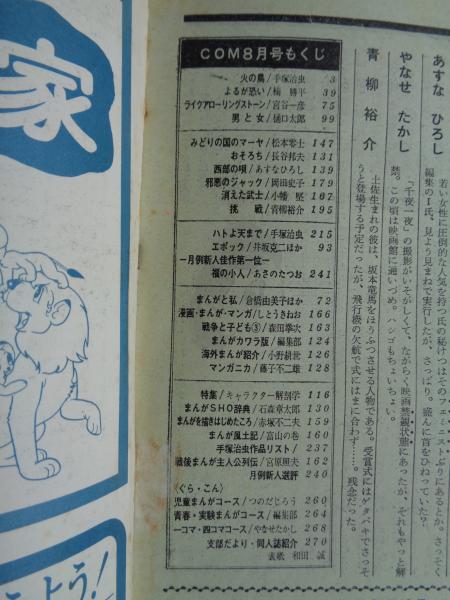 家
COM8月号もくじ
火の鳥/手塚治虫 3
よるが恐い/楠 勝平 39
ライクアローリングストーン/宮谷一彦 75
男と女/樋口太郎 99
みどりの国のマーヤ/松本零士 147
おそろち/長谷邦夫 131
西部の唄/あすなひろし 139
邪悪のジャック/岡田史子 179
消えた武士/小幡 堅 187
挑 戦/青柳裕介 195
ハトよ天まで/手塚治虫 215
エポック/井坂克二ほか 93
―月例新人佳作第一位―
福の小人/あさのたつお 241
まんがと私/倉橋由美子ほか 72
漫画・まんが・マンガ/しとうきねお 166
戦争と子ども③/森田拳次 163
まんがカワラ版/編集部 124
海外まんが紹介/小野耕世 126
マンガニカ/藤子不二雄 128
特集/キャラクター解剖学 116
まんがSHO辞典/石森章太郎 130
まんがを描きはじめたころ/赤塚不二夫 159
まんが風土記/富山の巻 160
手塚治虫作品リスト/ 237
戦後まんが主人公列伝/宮原照夫 162
月例新人選評 240
〈ぐら・こん〉
児童まんがコース/つのだじろう 260
青春・実験まんがコース/編集部 264
一コマ・四コマコース/やなせたかし 268
支部だより・同人誌紹介 270
表紙 和田 誠
あすな ひろし
若い女性に圧倒的な人気を持つ氏の秘けつはそのフェミニストぶりにあるとか。さっそく
編集のI氏、見よう見まねで実行したが、さっぱり。盛んに首をひねっていた?
やなせ たかし
「千夜一夜」の撮影がいそがしくて、ながらく映画禁観状態にあったが、それもやっと解
禁。この頃は映画館に通いづめ。ハシゴもちょいちょい。
青柳 裕介
土佐生まれの彼は、坂本竜馬をほうふつさせる人物である。受賞式にはゲタバキでさっそ
うと登場する予定だったが、飛行機の欠航で式にはまに合わず……。残念だった。
よう!